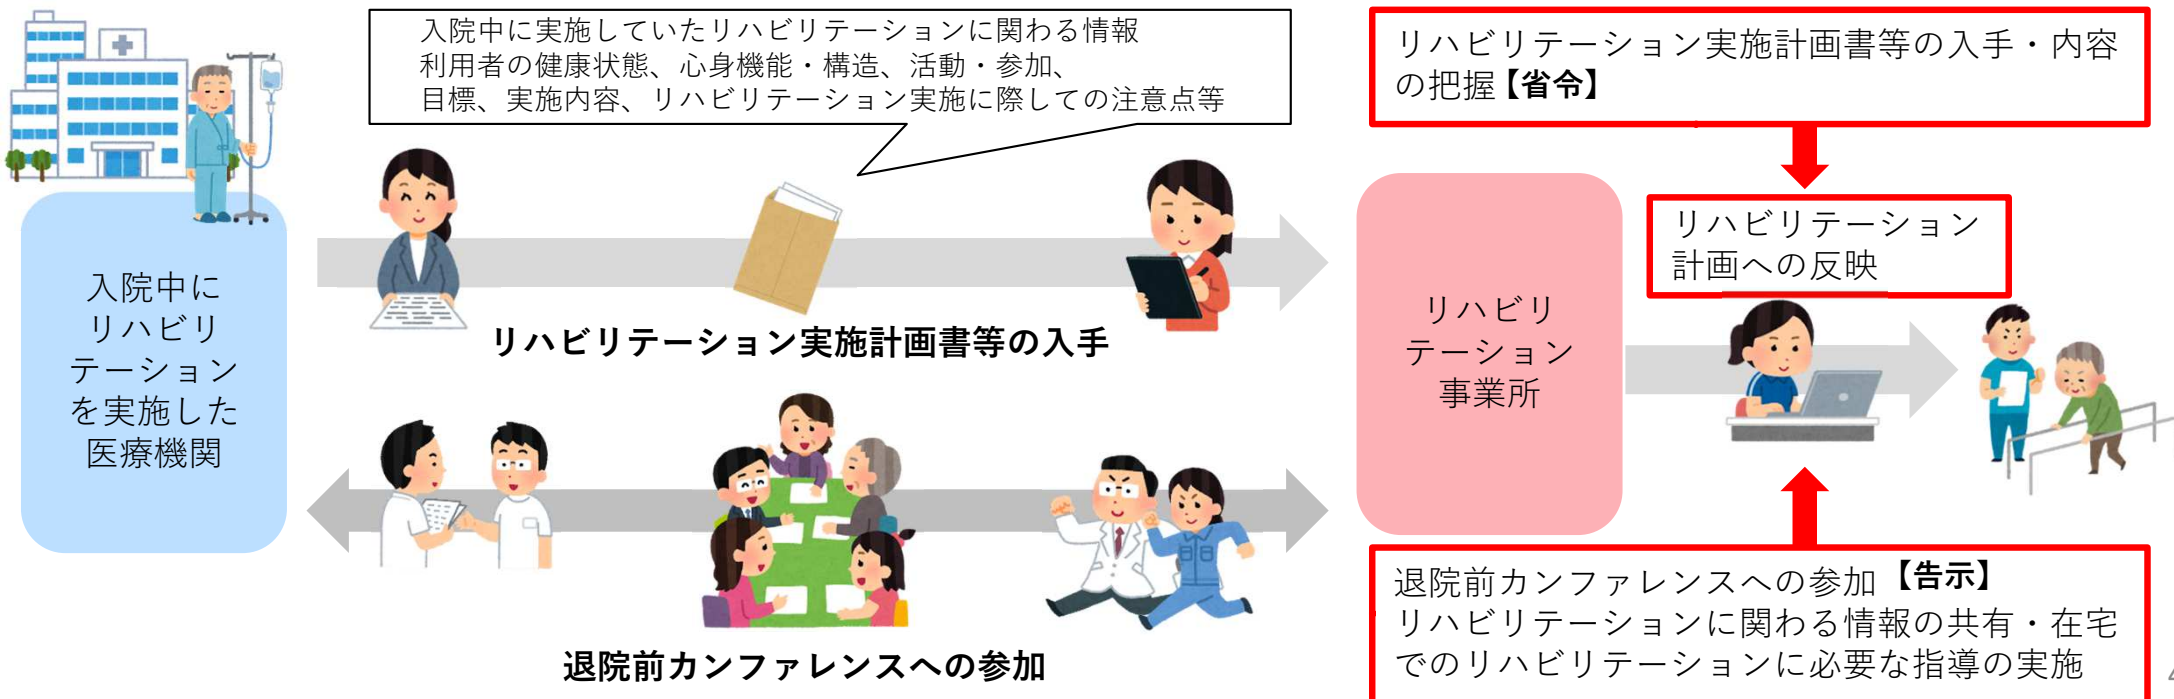 入院中に実施していたリハビリテーションに関わる情報
利用者の健康状態、心身機能・構造、活動・参加、
目標、実施内容、リハビリテーション実施に際しての注意点等
リハビリテーション実施計画書等の入手・内容
の把握【省令】
リハビリテーション
計画への反映
入院中に
リハビリ
テーション
を実施した
医療機関
リハビリテーション実施計画書等の入手
リハビリ
テーション
事業所
退院前カンファレンスへの参加
退院前カンファレンスへの参加【告示】
リハビリテーションに関わる情報の共有・在宅
でのリハビリテーションに必要な指導の実施